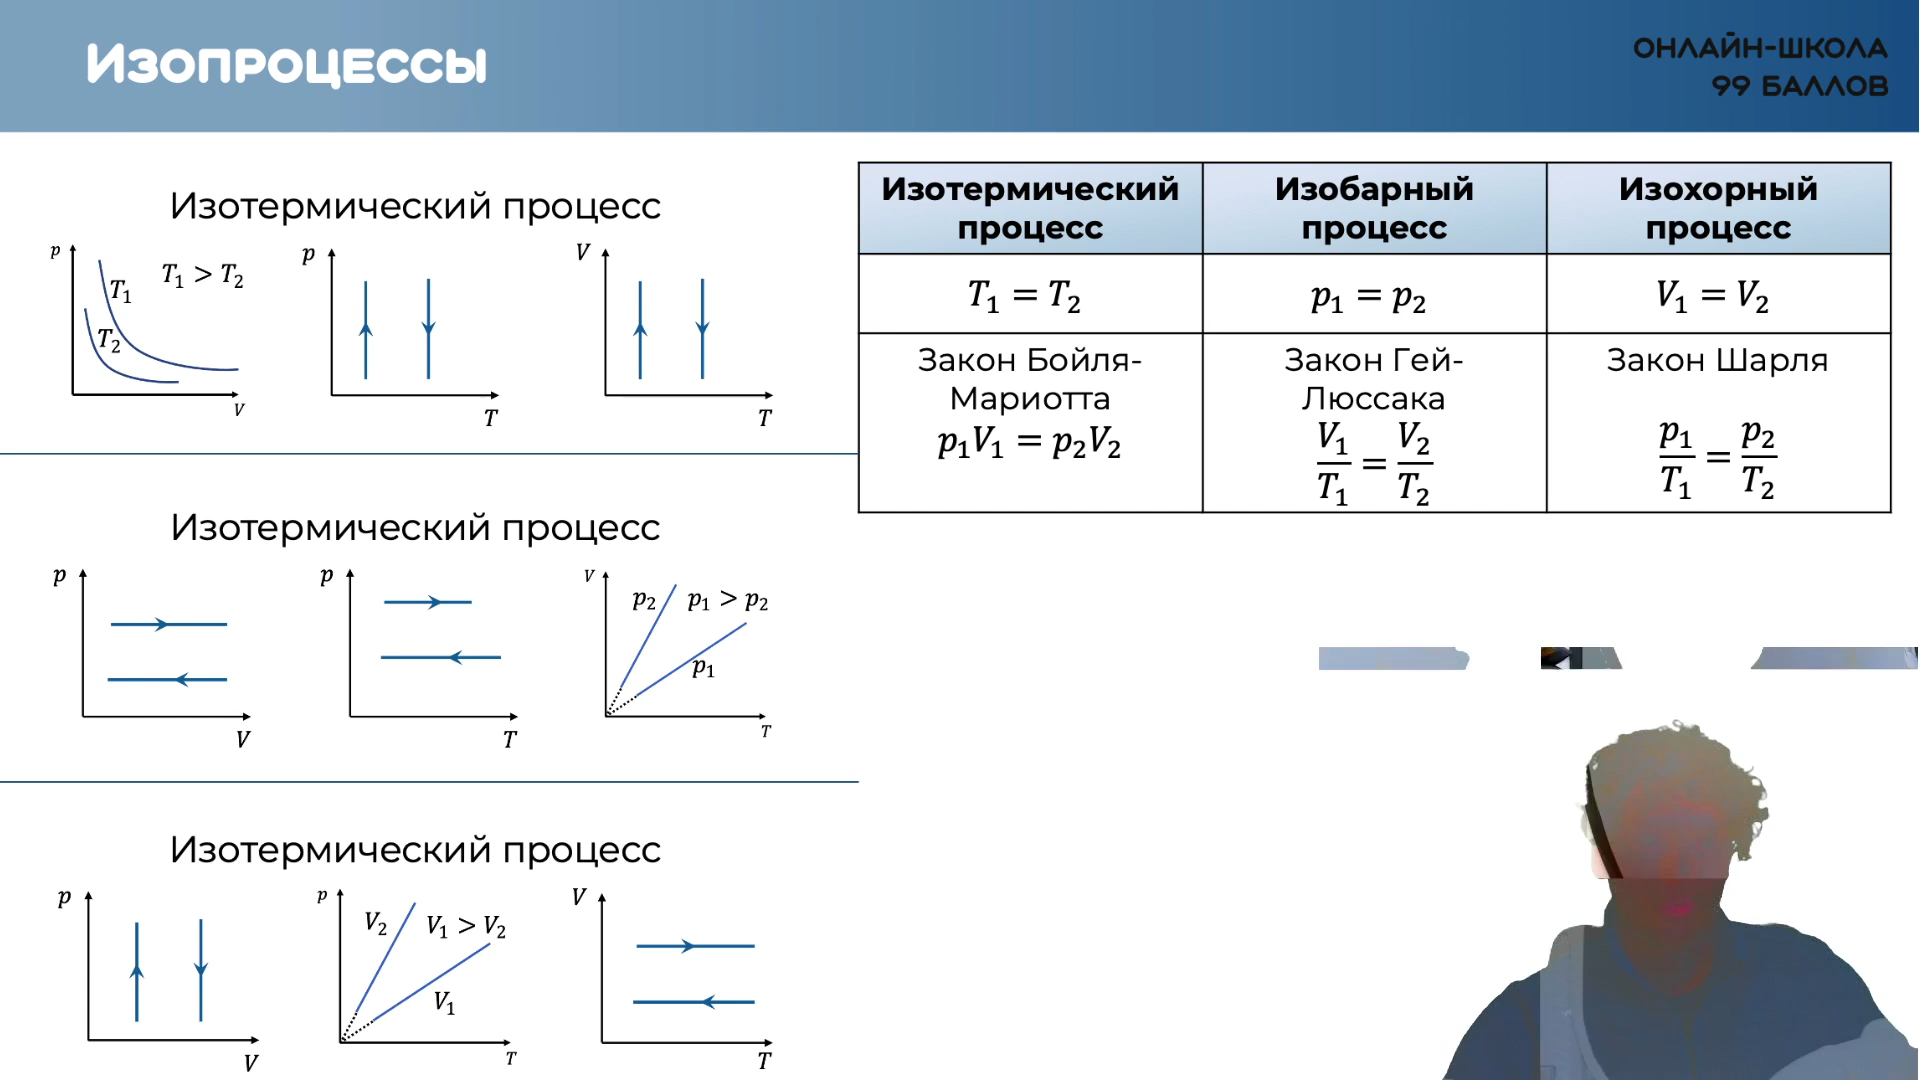 Изопроцессы
ОНЛАЙН-ШКОЛА
99 БАЛЛОВ
Изотермический процесс
p
T₁ > T₂
T₁
T₂
V
p
T
V
T
Изотермический процесс
p
V
p
T
V
p₂
p₁ > p₂
p₁
T
Изотермический процесс
p
V
p
V₂
V₁ > V₂
V₁
T
V
T
Изотермический процесс
Изобарный процесс
Изохорный процесс
T₁ = T₂
p₁ = p₂
V₁ = V₂
Закон Бойля-
Мариотта
p₁V₁ = p₂V₂
Закон Гей-
Люссака
V₁/T₁ = V₂/T₂
Закон Шарля
p₁/T₁ = p₂/T₂